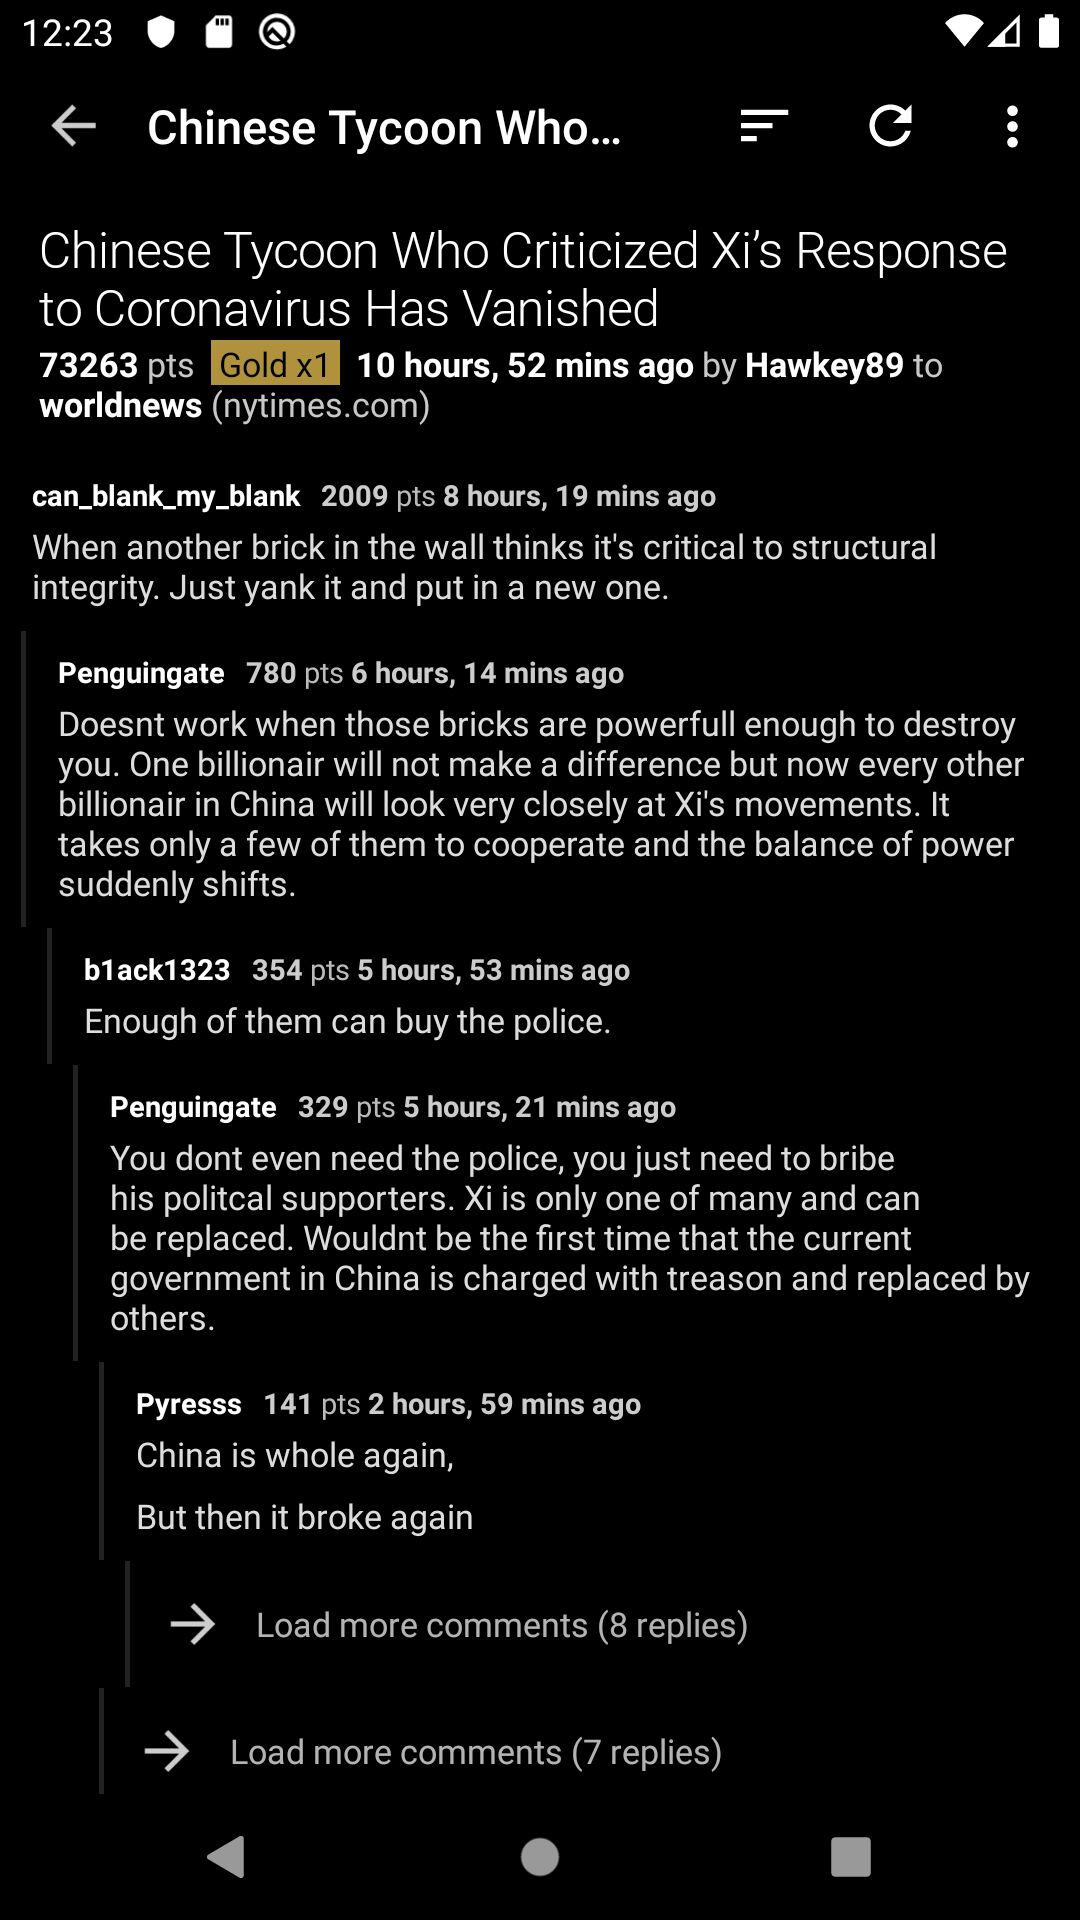 12:23
Chinese Tycoon Who...
Chinese Tycoon Who Criticized Xi’s Response
to Coronavirus Has Vanished
73263 pts Gold x1 10 hours, 52 mins ago by Hawkey89 to
worldnews (nytimes.com)
can_blank_my_blank 2009 pts 8 hours, 19 mins ago
When another brick in the wall thinks it's critical to structural
integrity. Just yank it and put in a new one.
Penguingate 780 pts 6 hours, 14 mins ago
Doesnt work when those bricks are powerfull enough to destroy
you. One billionair will not make a difference but now every other
billionair in China will look very closely at Xi's movements. It
takes only a few of them to cooperate and the balance of power
suddenly shifts.
b1ack1323 354 pts 5 hours, 53 mins ago
Enough of them can buy the police.
Penguingate 329 pts 5 hours, 21 mins ago
You dont even need the police, you just need to bribe
his politcal supporters. Xi is only one of many and can
be replaced. Wouldnt be the first time that the current
government in China is charged with treason and replaced by
others.
Pyresss 141 pts 2 hours, 59 mins ago
China is whole again,
But then it broke again
Load more comments (8 replies)
Load more comments (7 replies)